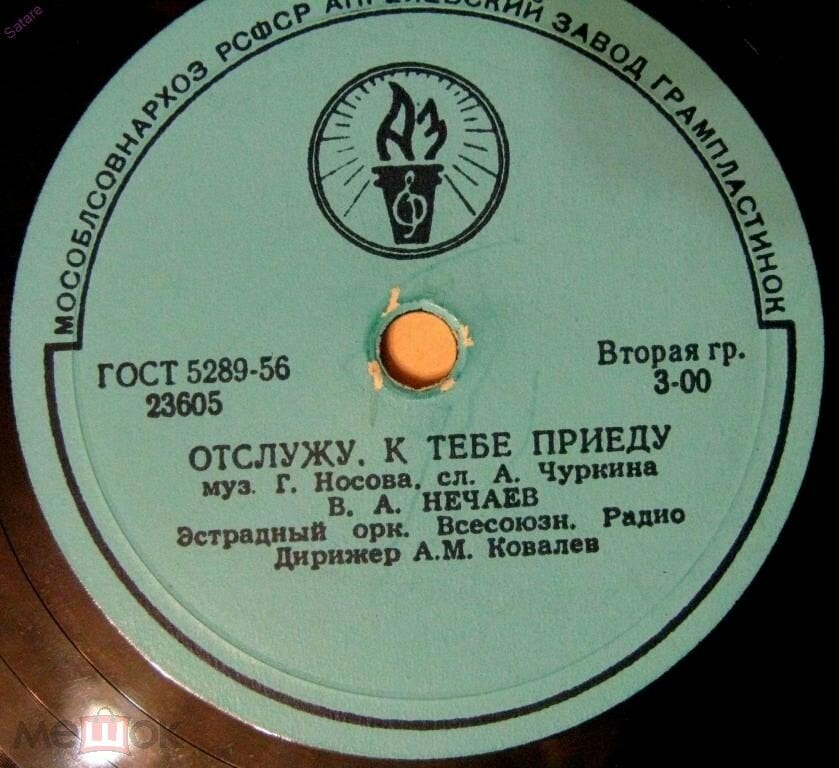 Satare
МОСОБЛСОВНАРХОЗ РСФСР АПРЕЛЕВСКИЙ ЗАВОД ГРАМПЛАСТИНОК
АЗ
ГОСТ 5289-56
23605
Вторая гр.
3-00
ОТСЛУЖУ, К ТЕБЕ ПРИЕДУ
муз. Г. Носова, сл. А. Чуркина
В. А. НЕЧАЕВ
Эстрадный орк. Всесоюзн. Радио
Дирижер А.М. Ковалев
мешок